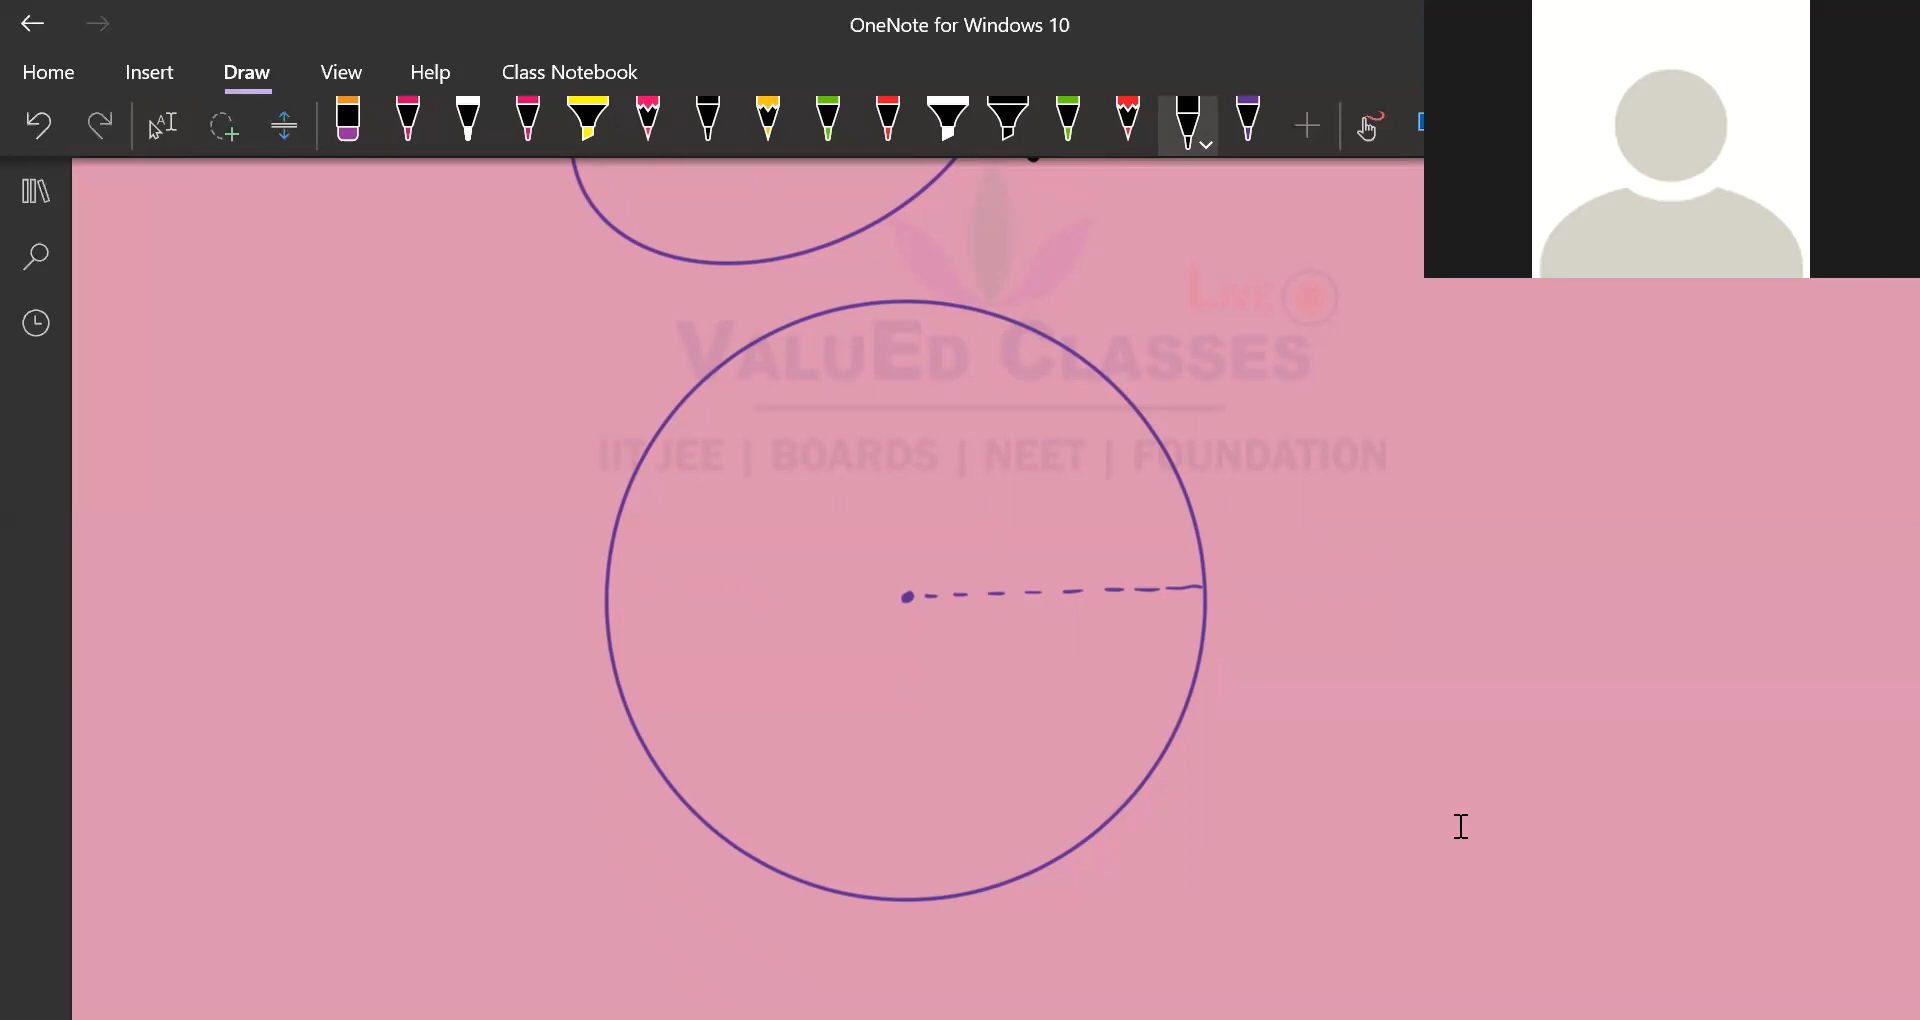 OneNote for Windows 10
Home Insert Draw View Help Class Notebook
LIVE
VALUED CLASSES
IIT JEE | BOARDS | NEET | FOUNDATION